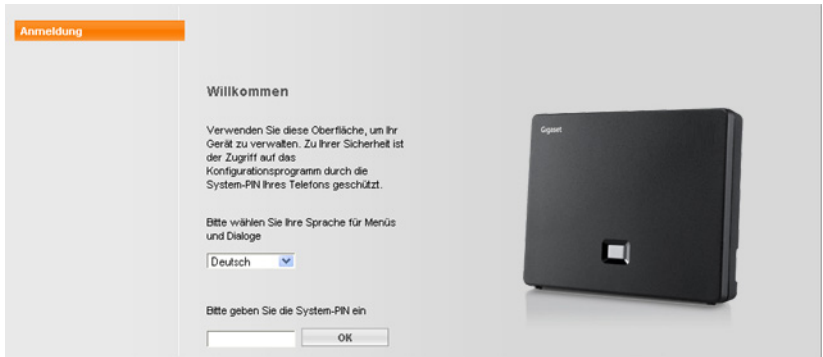 Anmeldung
Willkommen
Verwenden Sie diese Oberfläche, um Ihr
Gerät zu verwalten. Zu Ihrer Sicherheit ist
der Zugriff auf das
Konfigurationsprogramm durch die
System-PIN Ihres Telefons geschützt.
Bitte wählen Sie Ihre Sprache für Menüs
und Dialoge
Deutsch
Bitte geben Sie die System-PIN ein
OK
Gigaset